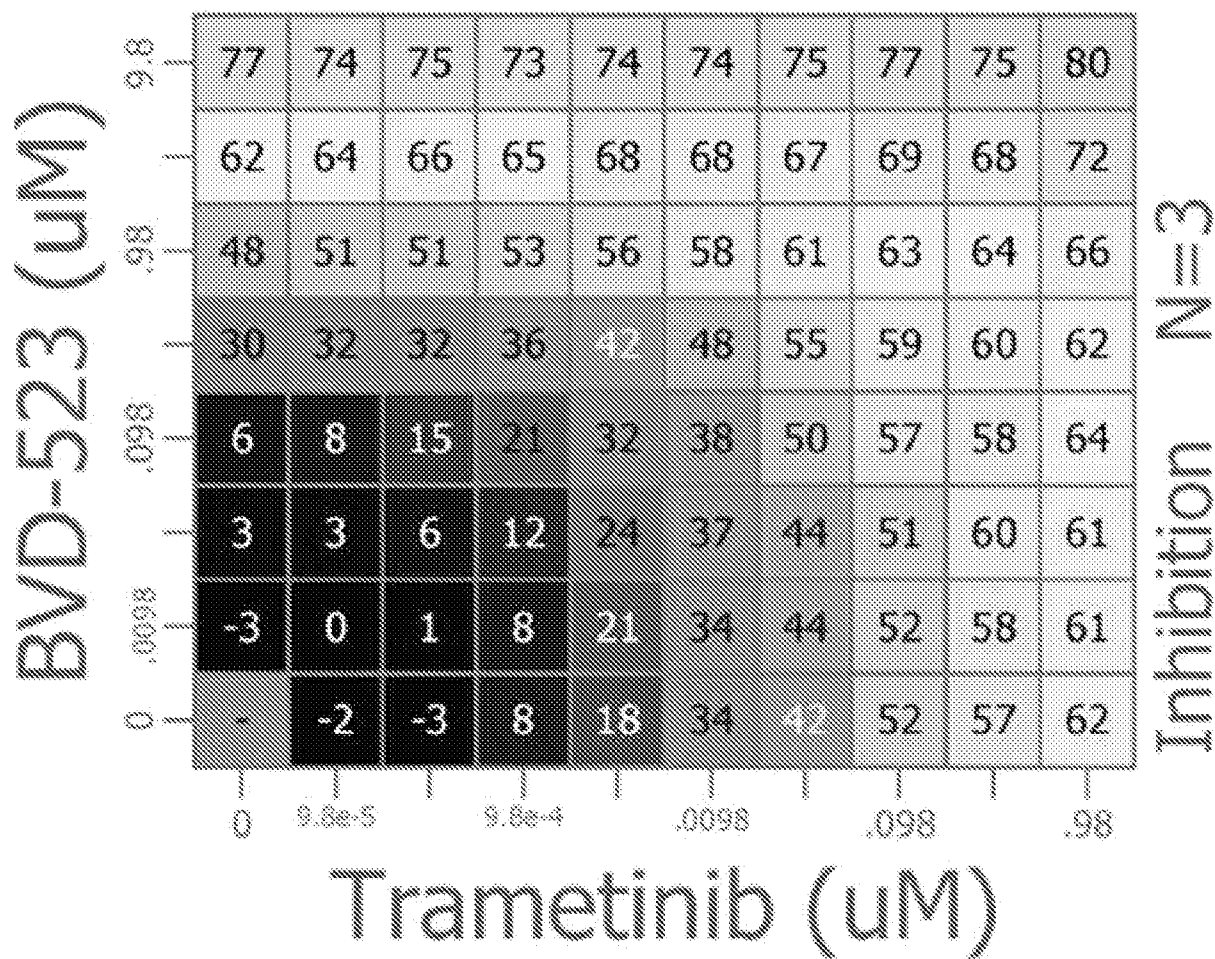 BVD-523 (uM)
9.8 77 74 75 73 74 74 75 77 75 80
62 64 66 65 68 68 67 69 68 72
.98 48 51 51 53 56 58 61 63 64 66
30 32 32 36 42 48 55 59 60 62
.098 6 8 15 21 32 38 50 57 58 64
3 3 6 12 24 37 44 51 60 61
.0098 -3 0 1 8 21 34 44 52 58 61
0 - -2 -3 8 18 34 42 52 57 62
0 9.8e-5 9.8e-4 .0098 .098 .98
Trametinib (uM)
Inhibition N=3